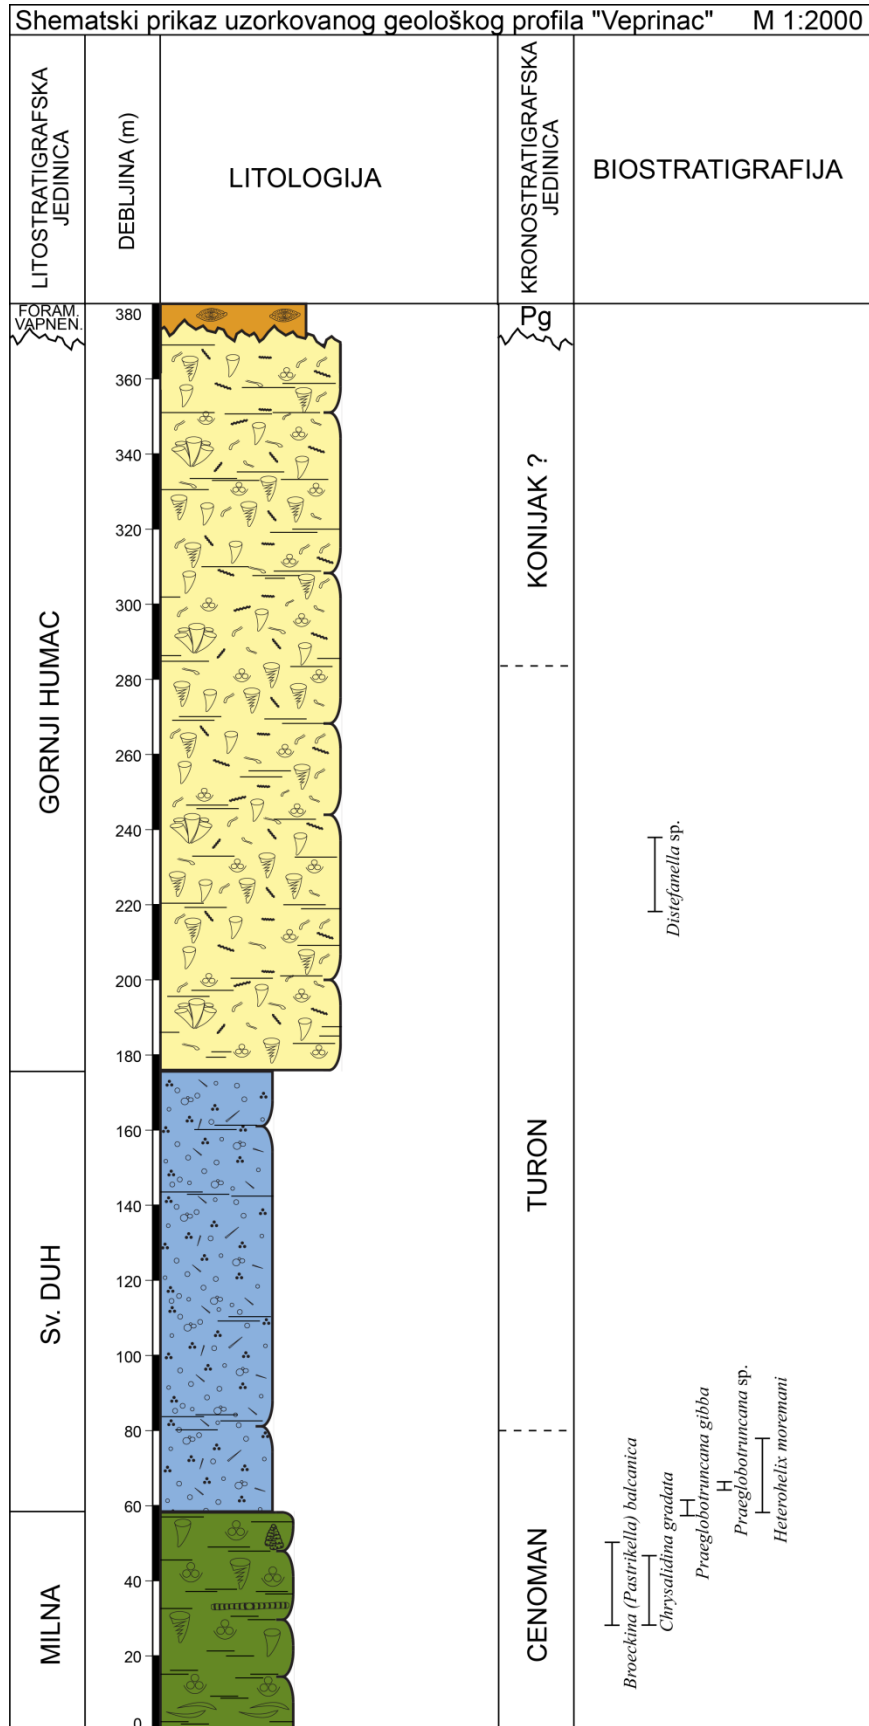 Shematski prikaz uzorkovanog geološkog profila "Veprinac" M 1:2000
LITOSTRATIGRAFSKA
JEDINICA
DEBLJINA (m)
LITOLOGIJA
KRONOSTRATIGRAFSKA
JEDINICA
BIOSTRATIGRAFIJA
FORAM.
VAPNEN.
GORNJI HUMAC
Sv. DUH
MILNA
380
360
340
320
300
280
260
240
220
200
180
160
140
120
100
80
60
40
20
0
Pg
KONIJAK ?
TURON
CENOMAN
Distefanella sp.
Broeckina (Pastrikella) balcanica
Chrysalidina gradata
Praeglobotruncana gibba
Praeglobotruncana sp.
Heterohelix moremani